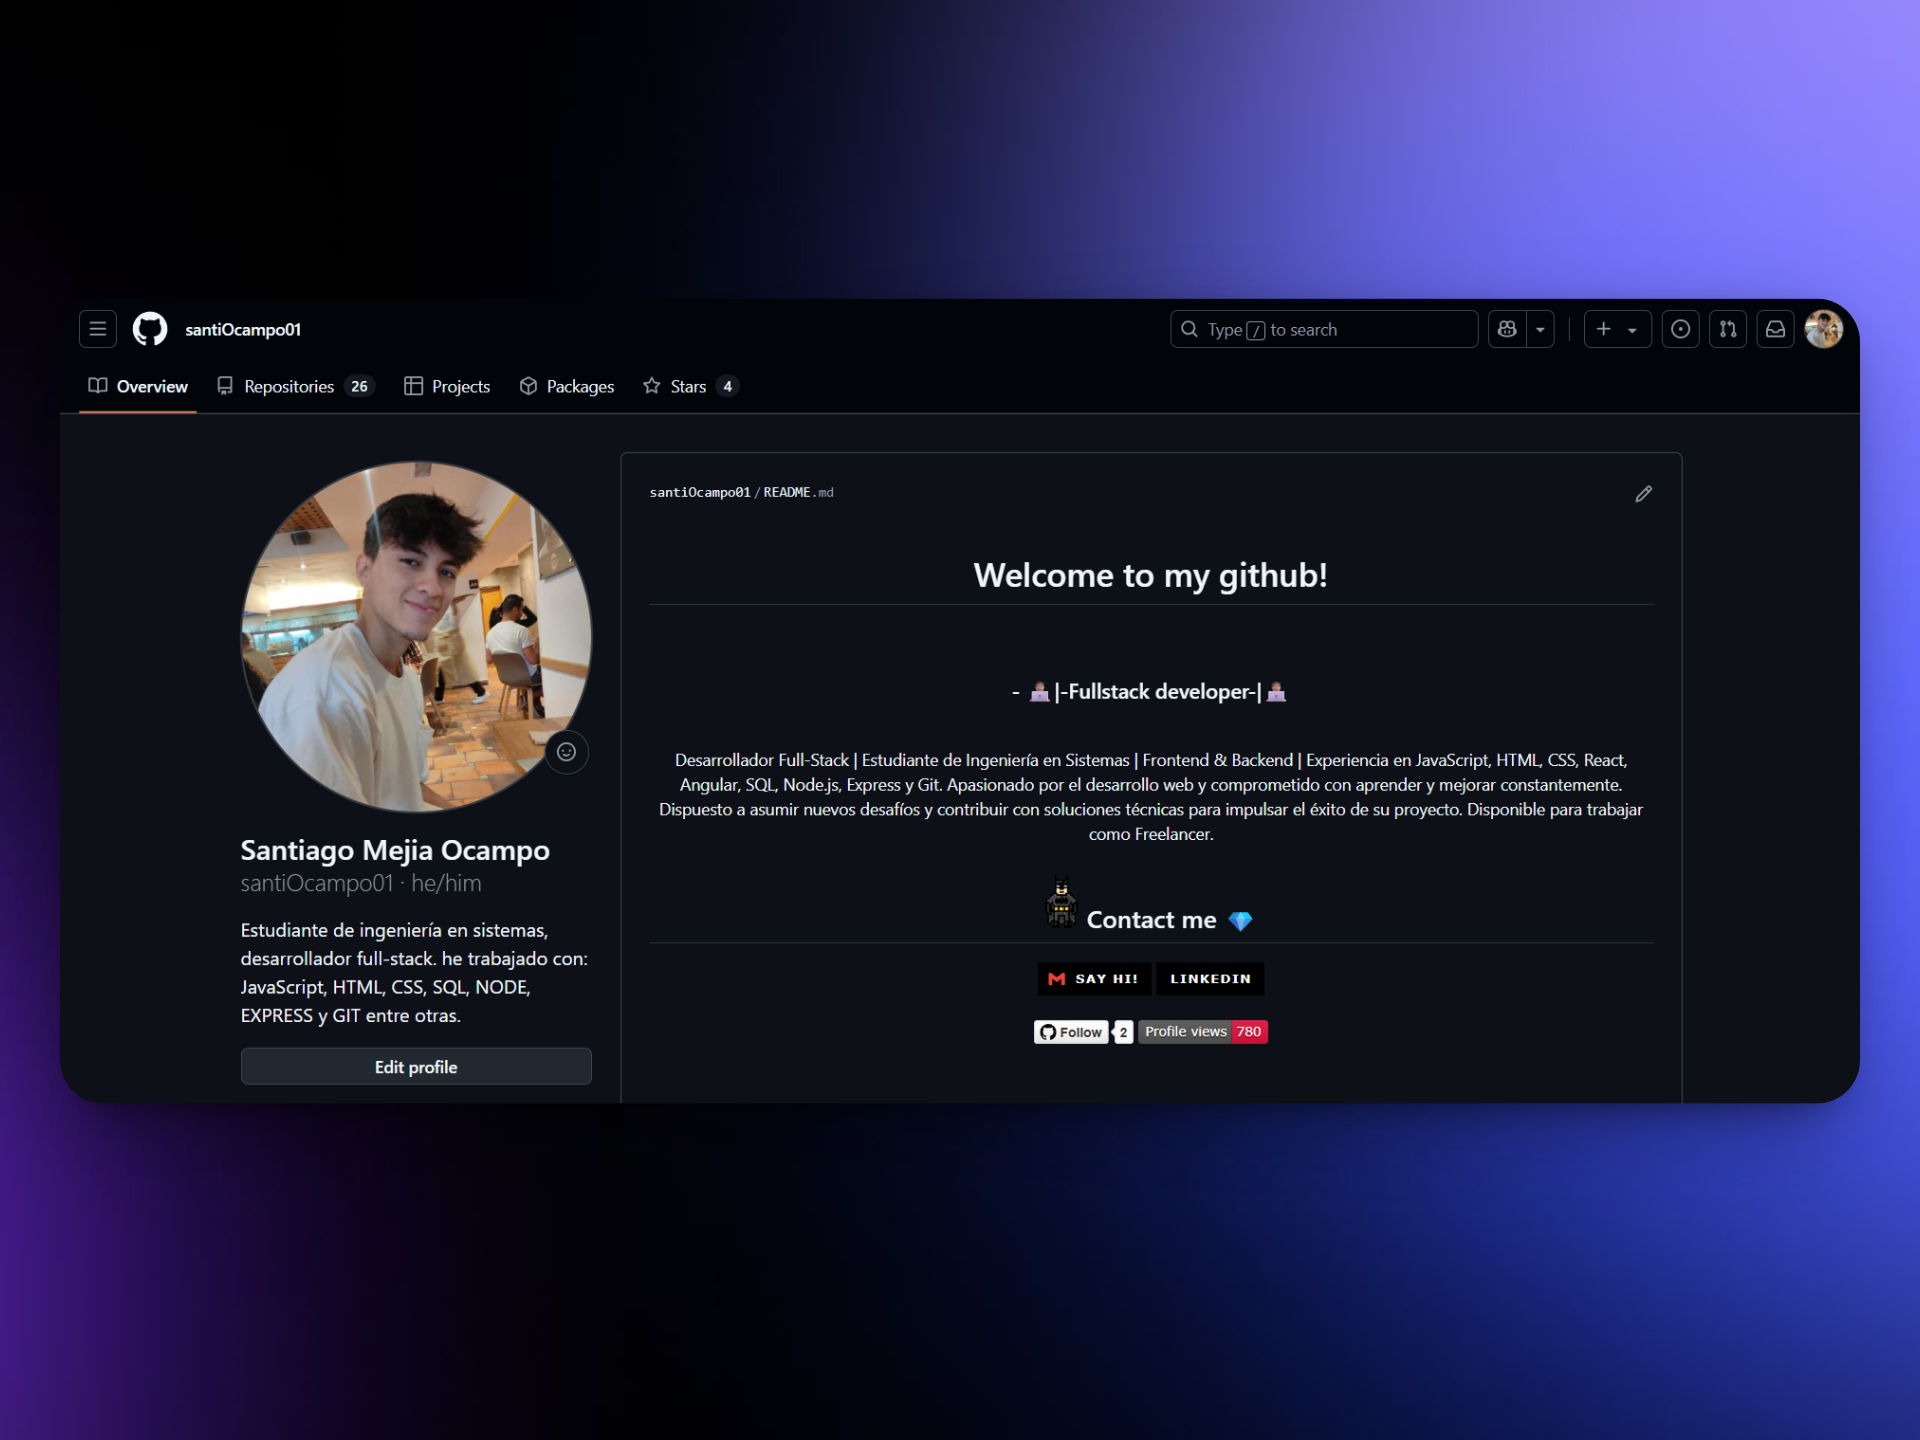 santiOcampo01
Type / to search
Overview
Repositories 26
Projects
Packages
Stars 4
santiOcampo01 / README.md
Welcome to my github!
- |-Fullstack developer-|
Desarrollador Full-Stack | Estudiante de Ingeniería en Sistemas | Frontend & Backend | Experiencia en JavaScript, HTML, CSS, React,
Angular, SQL, Node.js, Express y Git. Apasionado por el desarrollo web y comprometido con aprender y mejorar constantemente.
Dispuesto a asumir nuevos desafíos y contribuir con soluciones técnicas para impulsar el éxito de su proyecto. Disponible para trabajar
como Freelancer.
Contact me
SAY HI! LINKEDIN
Follow 2 Profile views 780
Santiago Mejia Ocampo
santiOcampo01 · he/him
Estudiante de ingeniería en sistemas,
desarrollador full-stack. he trabajado con:
JavaScript, HTML, CSS, SQL, NODE,
EXPRESS y GIT entre otras.
Edit profile